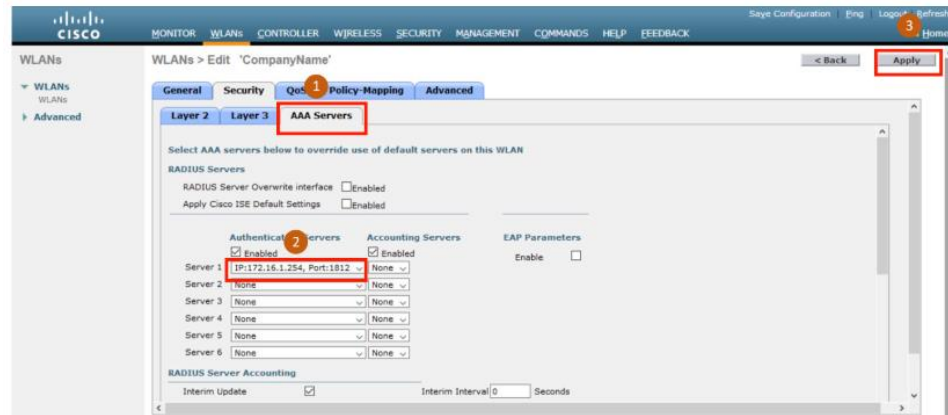 Save Configuration Ping Logout Refresh
3
CISCO
MONITOR WLANs CONTROLLER WIRELESS SECURITY MANAGEMENT COMMANDS HELP FEEDBACK Home
WLANs
WLANs > Edit 'CompanyName'
< Back Apply
WLANs
WLANs
Advanced
General Security QoS 1 Policy-Mapping Advanced
Layer 2 Layer 3 AAA Servers
Select AAA servers below to override use of default servers on this WLAN
RADIUS Servers
RADIUS Server Overwrite interface Enabled
Apply Cisco ISE Default Settings Enabled
2 Servers Accounting Servers EAP Parameters
Enabled Enabled Enable
Server 1 IP:172.16.1.254, Port:1812 None
Server 2 None None
Server 3 None None
Server 4 None None
Server 5 None None
Server 6 None None
RADIUS Server Accounting
Interim Update Interim Interval 0 Seconds